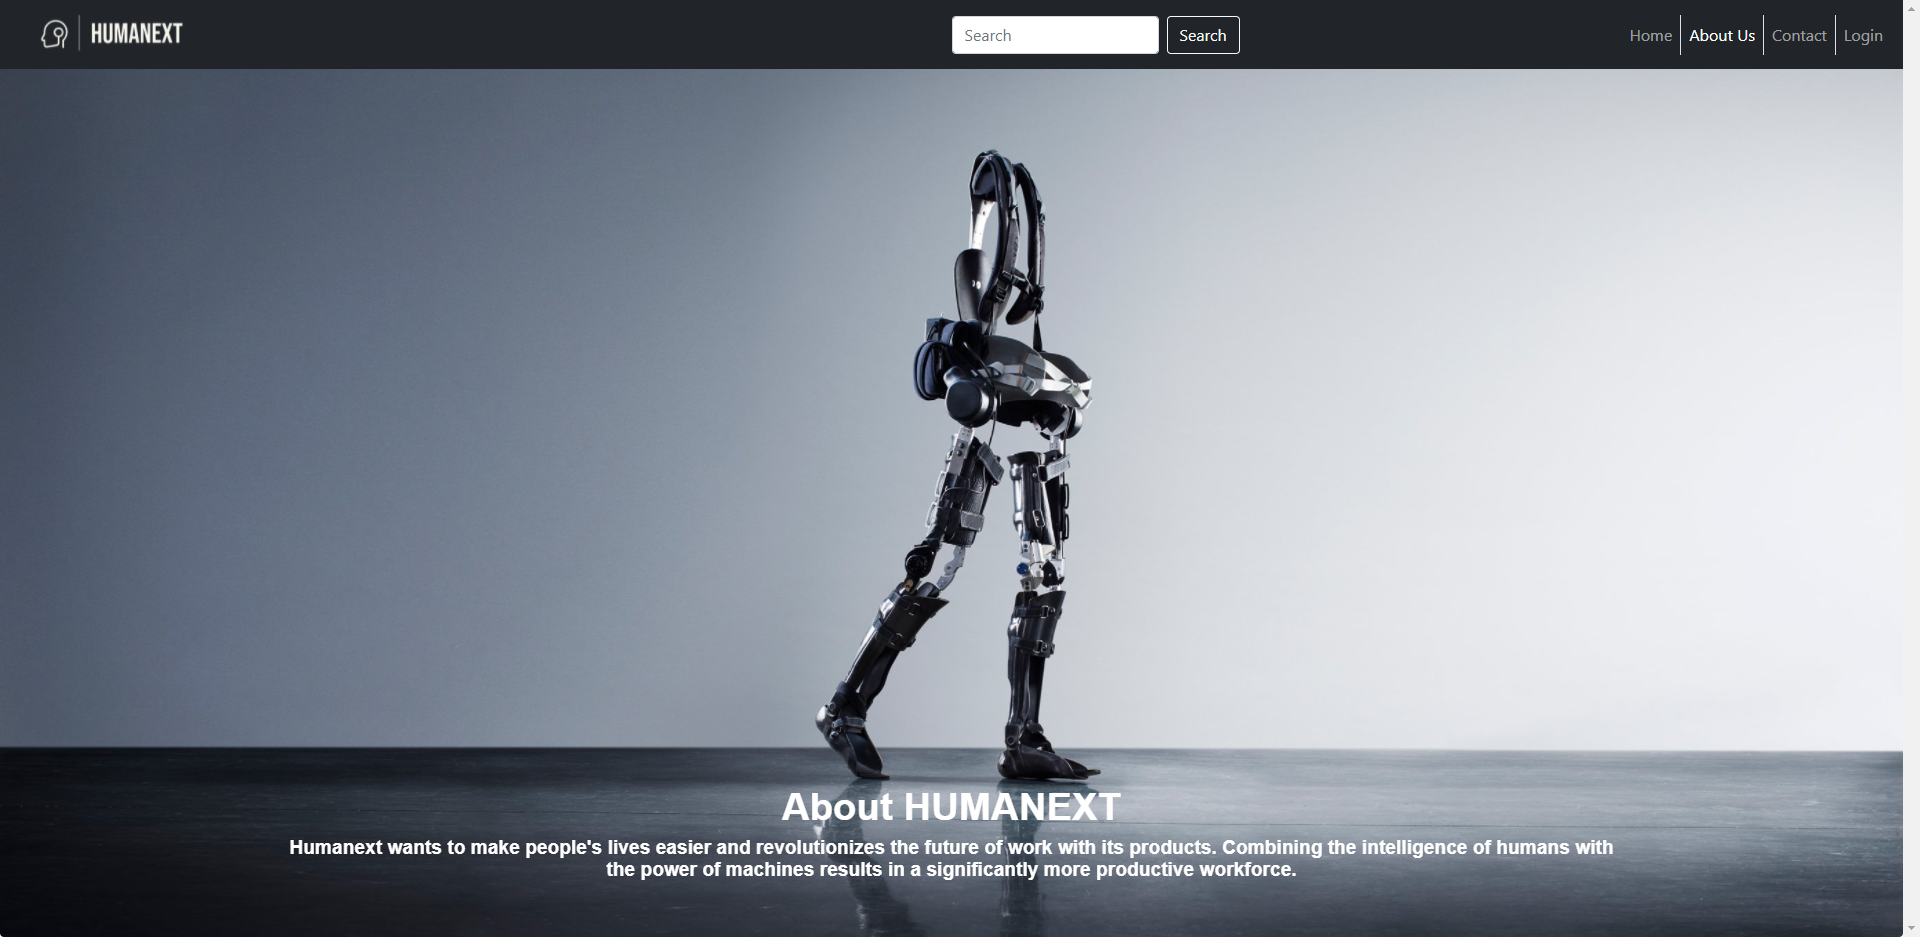 HUMANEXT
Search
Search
Home
About Us
Contact
Login
About HUMANEXT
Humanext wants to make people's lives easier and revolutionizes the future of work with its products. Combining the intelligence of humans with
the power of machines results in a significantly more productive workforce.